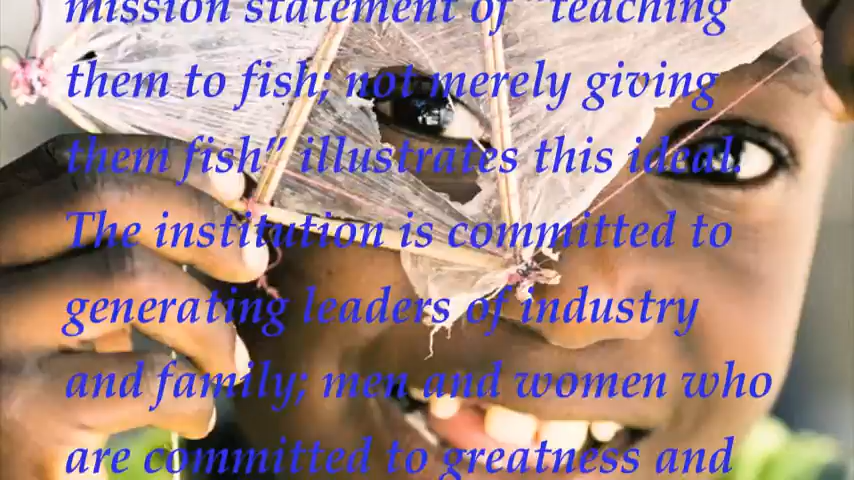 mission statement of "teaching
them to fish; not merely giving
them fish" illustrates this ideal.
The institution is committed to
generating leaders of industry
and family; men and women who
are committed to greatness and